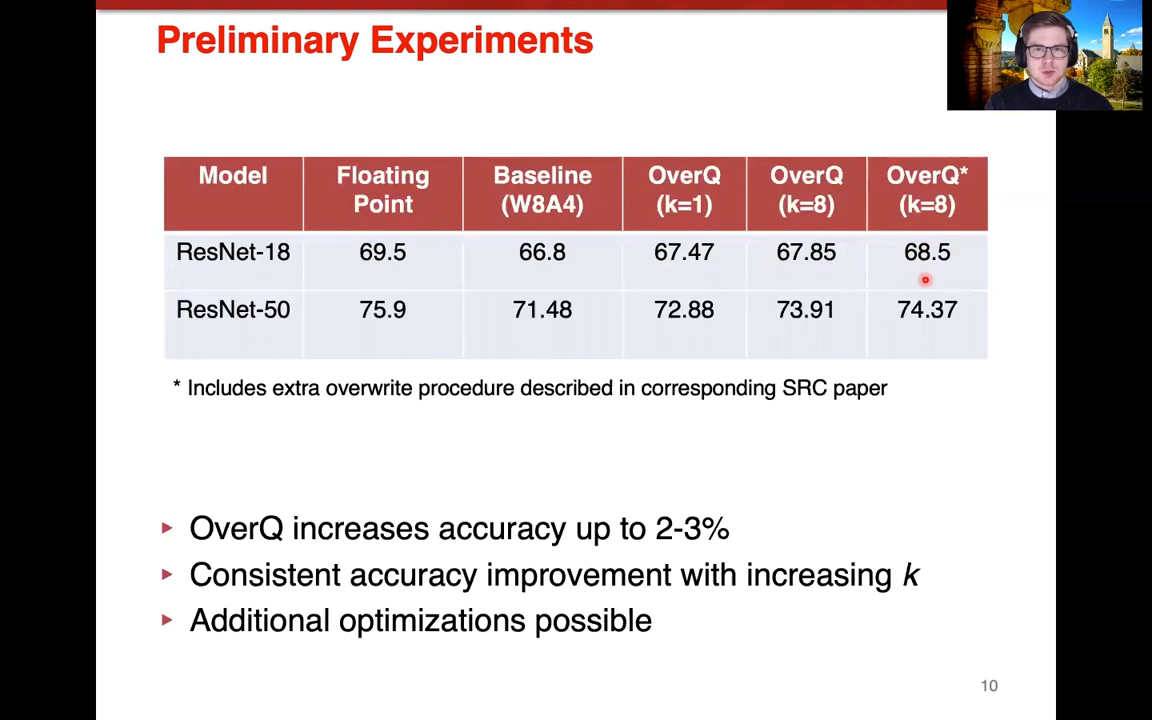 Preliminary Experiments
Model Floating Point Baseline (W8A4) OverQ (k=1) OverQ (k=8) OverQ* (k=8)
ResNet-18 69.5 66.8 67.47 67.85 68.5
ResNet-50 75.9 71.48 72.88 73.91 74.37
* Includes extra overwrite procedure described in corresponding SRC paper
▸ OverQ increases accuracy up to 2-3%
▸ Consistent accuracy improvement with increasing k
▸ Additional optimizations possible
10